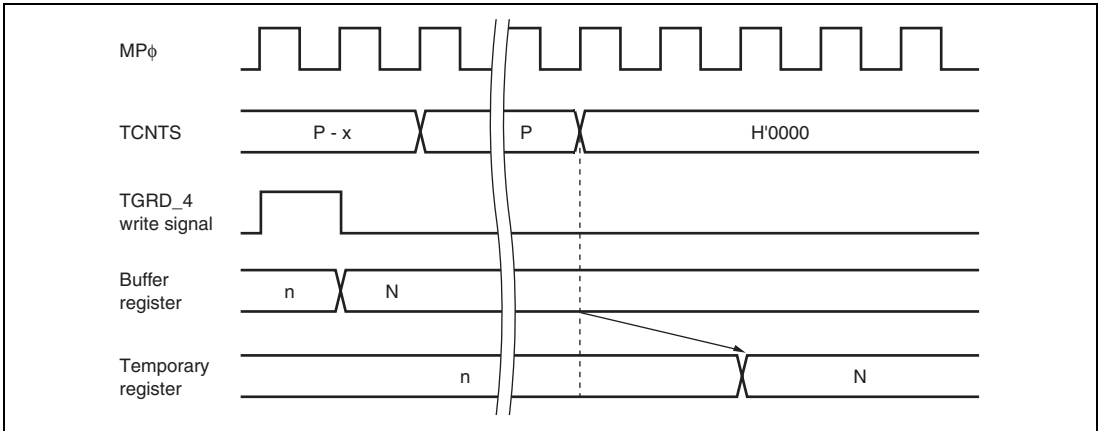 MPϕ
TCNTS
P - x
P
H'0000
TGRD_4
write signal
Buffer
register
n
N
Temporary
register
n
N